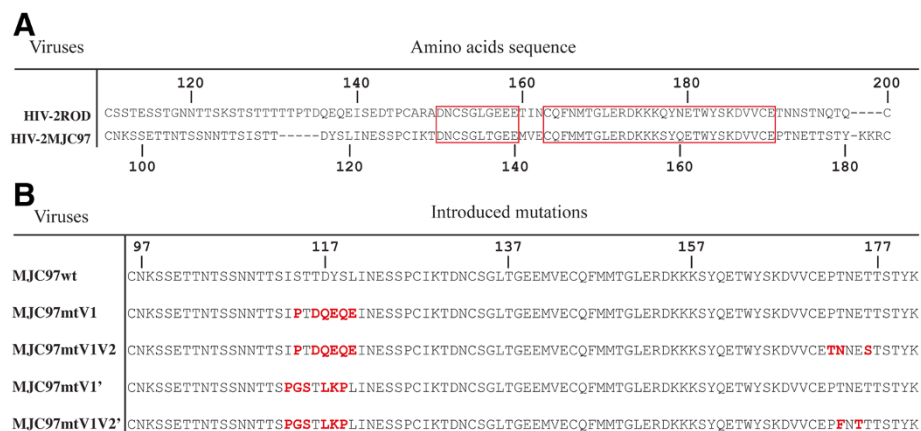 A
Viruses Amino acids sequence
120 140 160 180 200
HIV-2ROD CSSTESSTGNNTTSKSTSTTTTTPTDQEQEISEDTPCARADNCSGLGEEETINCQFNMTGLERDKKKQYNETWYSKDVVCETNNSTNQTQ----C
HIV-2MJC97 CNKSSETTNTSSNNTTSISTT-----DYSLINESSPCIKTDNCSGLTGEEMVECQFMMTGLERDKKKSYQETWYSKDVVCEPTNETTSTY-KKRC
100 120 140 160 180
B
Viruses Introduced mutations
97 117 137 157 177
MJC97wt CNKSSETTNTSSNNTTSISTTDYSLINESSPCIKTDNCSGLTGEEMVECQFMMTGLERDKKKSYQETWYSKDVVCEPTNETTSTYK
MJC97mtV1 CNKSSETTNTSSNNTTSIPTDQEQEINESSPCIKTDNCSGLTGEEMVECQFMMTGLERDKKKSYQETWYSKDVVCEPTNETTSTYK
MJC97mtV1V2 CNKSSETTNTSSNNTTSIPTDQEQEINESSPCIKTDNCSGLTGEEMVECQFMMTGLERDKKKSYQETWYSKDVVCETNNESTSTYK
MJC97mtV1' CNKSSETTNTSSNNTTSPGSTLKPLINESSPCIKTDNCSGLTGEEMVECQFMMTGLERDKKKSYQETWYSKDVVCEPTNETTSTYK
MJC97mtV1V2' CNKSSETTNTSSNNTTSPGSTLKPLINESSPCIKTDNCSGLTGEEMVECQFMMTGLERDKKKSYQETWYSKDVVCEPFNTTTSTYK